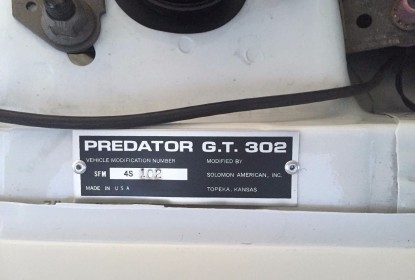 PREDATOR G.T. 302
VEHICLE MODIFICATION NUMBER MODIFIED BY
SFM 4S 102 SOLOMON AMERICAN, INC.
MADE IN U S A TOPEKA, KANSAS